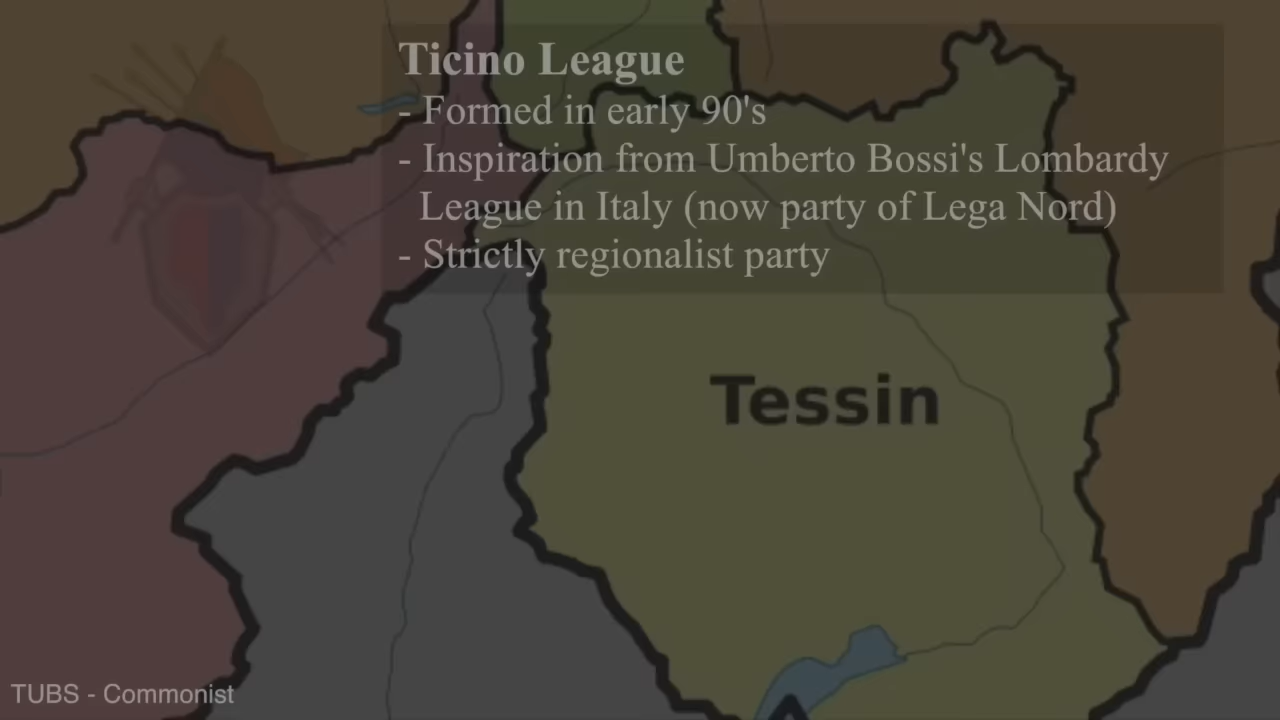 Ticino League
- Formed in early 90's
- Inspiration from Umberto Bossi's Lombardy
League in Italy (now party of Lega Nord)
- Strictly regionalist party
Tessin
TUBS - Commonist